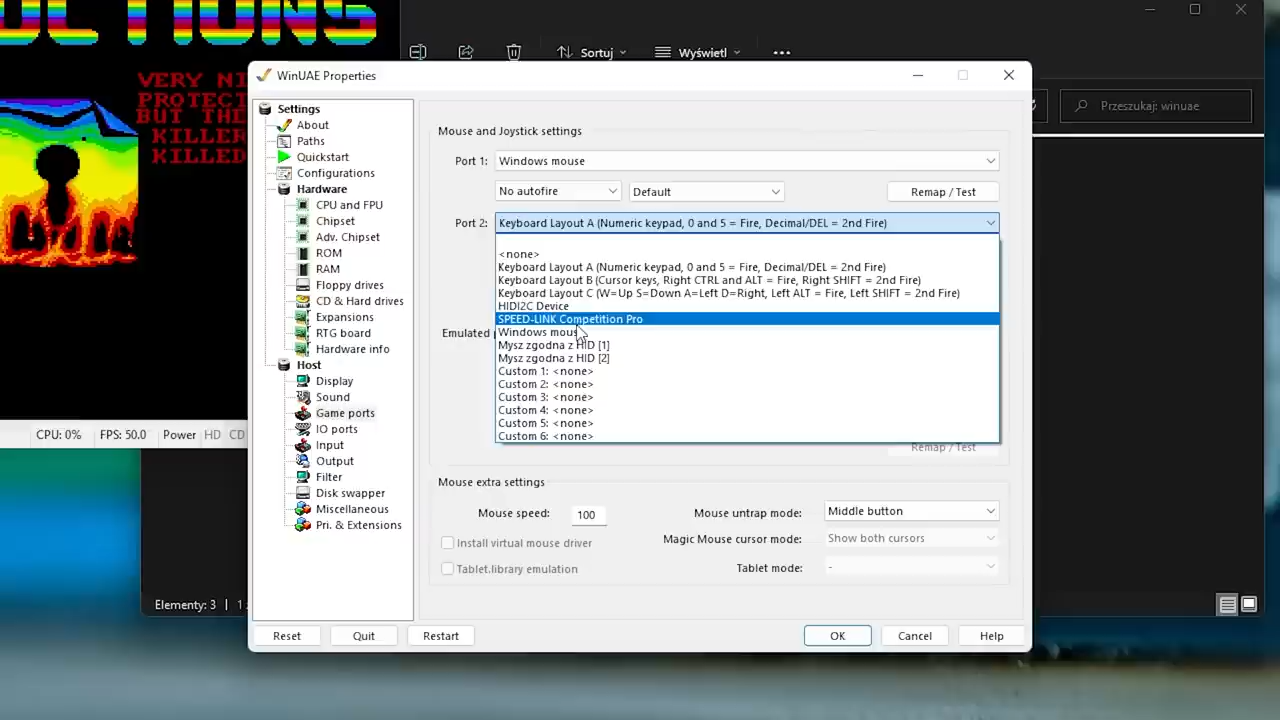 UCTIONS
VERY NI
PROTECI
BUT THE
KILLER
KILLED
Sortuj
Wyświetl
Przeszukaj: winuae
WinUAE Properties
Settings
About
Paths
Quickstart
Configurations
Hardware
CPU and FPU
Chipset
Adv. Chipset
ROM
RAM
Floppy drives
CD & Hard drives
Expansions
RTG board
Hardware info
Host
Display
Sound
Game ports
IO ports
Input
Output
Filter
Disk swapper
Miscellaneous
Pri. & Extensions
Mouse and Joystick settings
Port 1: Windows mouse
No autofire Default Remap / Test
Port 2: Keyboard Layout A (Numeric keypad, 0 and 5 = Fire, Decimal/DEL = 2nd Fire)
<none>
Keyboard Layout A (Numeric keypad, 0 and 5 = Fire, Decimal/DEL = 2nd Fire)
Keyboard Layout B (Cursor keys, Right CTRL and ALT = Fire, Right SHIFT = 2nd Fire)
Keyboard Layout C (W=Up S=Down A=Left D=Right, Left ALT = Fire, Left SHIFT = 2nd Fire)
HIDI2C Device
SPEED-LINK Competition Pro
Windows mouse
Emulated
Mysz zgodna z HID [1]
Mysz zgodna z HID [2]
Custom 1: <none>
Custom 2: <none>
Custom 3: <none>
Custom 4: <none>
Custom 5: <none>
Custom 6: <none>
Remap / Test
Mouse extra settings
Mouse speed: 100 Mouse untrap mode: Middle button
Install virtual mouse driver Magic Mouse cursor mode: Show both cursors
Tablet.library emulation Tablet mode: -
CPU: 0% FPS: 50.0 Power HD CD
Elementy: 3 | 1
Reset Quit Restart OK Cancel Help